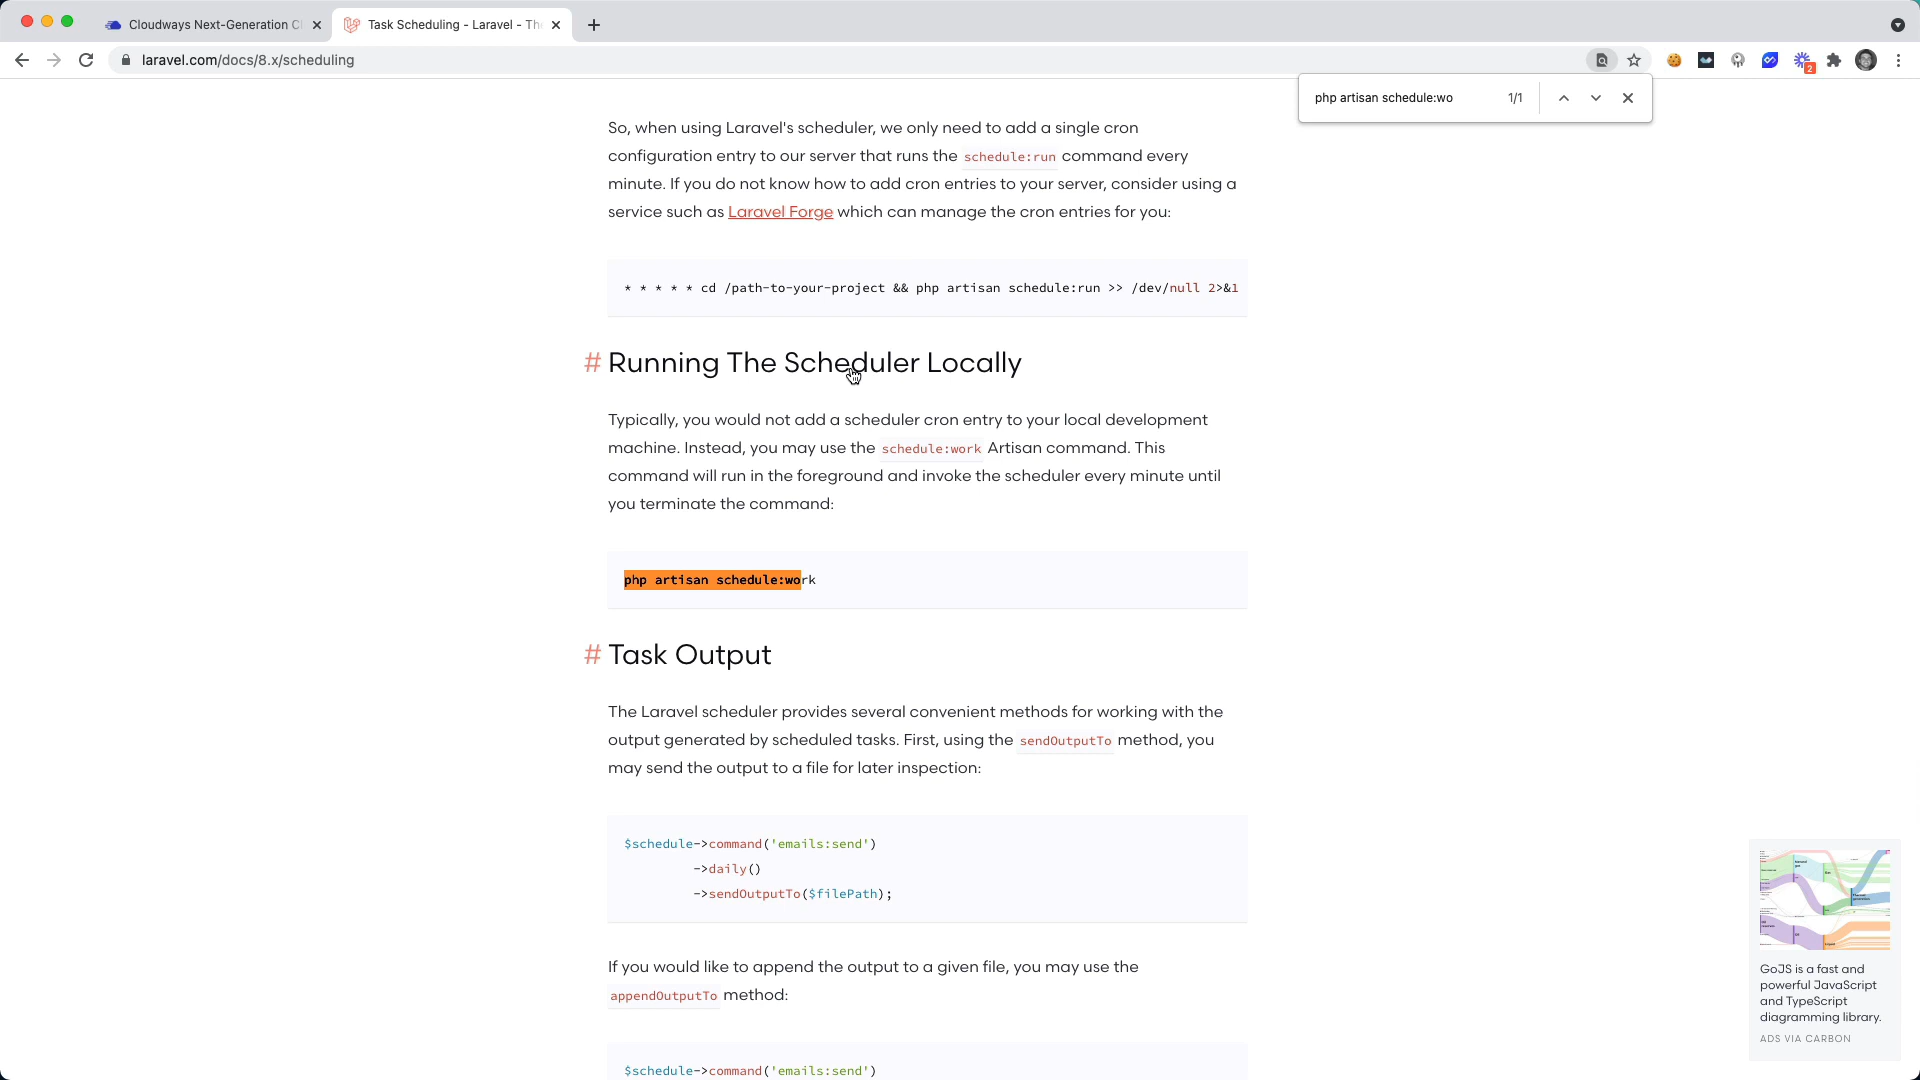 Cloudways Next-Generation Cl
Task Scheduling - Laravel - The
laravel.com/docs/8.x/scheduling
2
php artisan schedule:wo 1/1
So, when using Laravel's scheduler, we only need to add a single cron
configuration entry to our server that runs the schedule:run command every
minute. If you do not know how to add cron entries to your server, consider using a
service such as Laravel Forge which can manage the cron entries for you:
* * * * * cd /path-to-your-project && php artisan schedule:run >> /dev/null 2>&1
# Running The Scheduler Locally
Typically, you would not add a scheduler cron entry to your local development
machine. Instead, you may use the schedule:work Artisan command. This
command will run in the foreground and invoke the scheduler every minute until
you terminate the command:
php artisan schedule:work
# Task Output
The Laravel scheduler provides several convenient methods for working with the
output generated by scheduled tasks. First, using the sendOutputTo method, you
may send the output to a file for later inspection:
$schedule->command('emails:send')
->daily()
->sendOutputTo($filePath);
If you would like to append the output to a given file, you may use the
appendOutputTo method:
$schedule->command('emails:send')
GoJS is a fast and
powerful JavaScript
and TypeScript
diagramming library.
ADS VIA CARBON